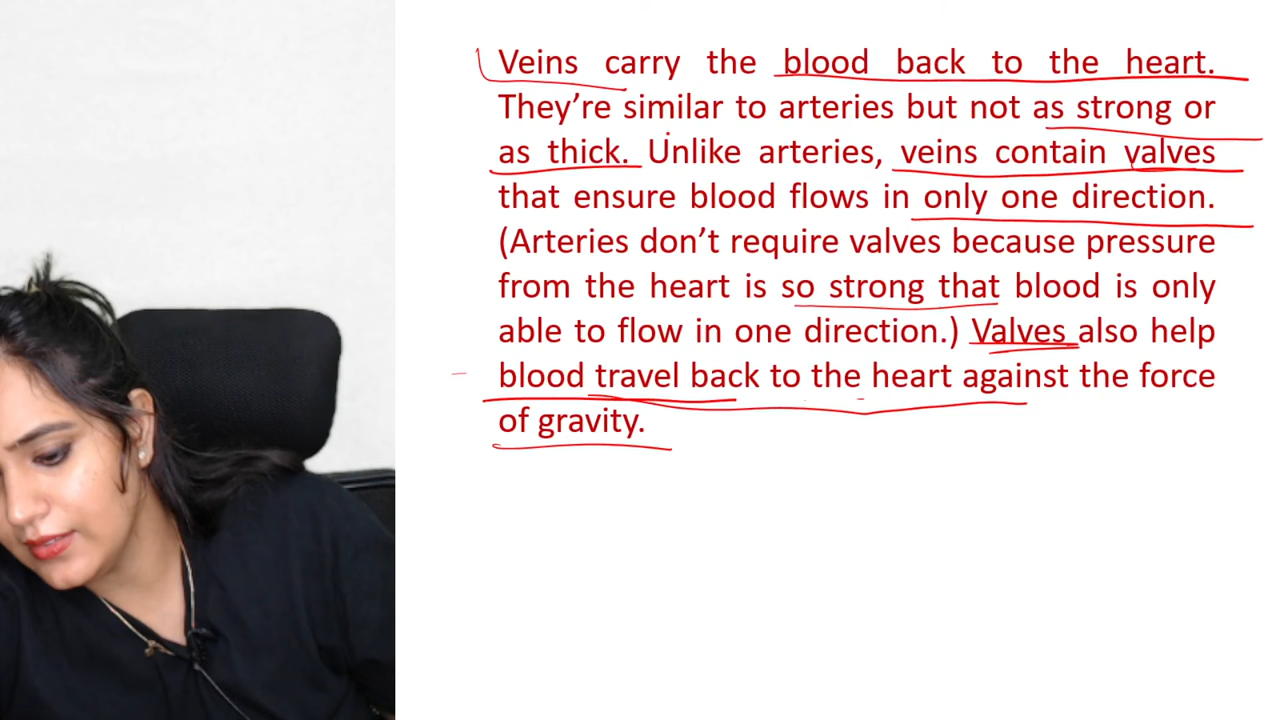 Veins carry the blood back to the heart.
They’re similar to arteries but not as strong or
as thick. Unlike arteries, veins contain valves
that ensure blood flows in only one direction.
(Arteries don’t require valves because pressure
from the heart is so strong that blood is only
able to flow in one direction.) Valves also help
blood travel back to the heart against the force
of gravity.